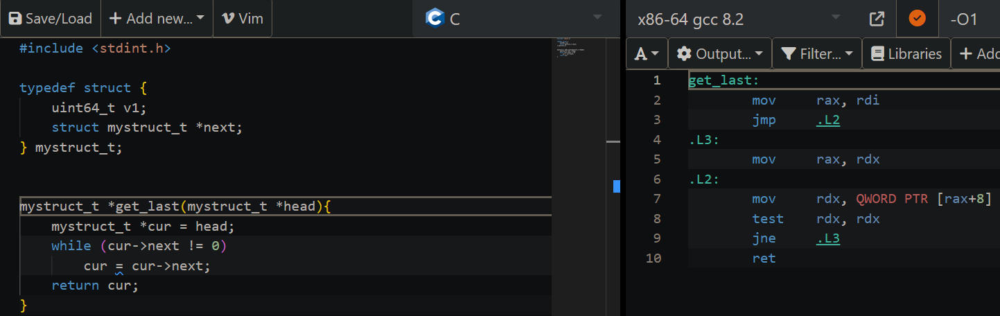 Save/Load + Add new... Vim C
#include <stdint.h>
typedef struct {
uint64_t v1;
struct mystruct_t *next;
} mystruct_t;
mystruct_t *get_last(mystruct_t *head){
mystruct_t *cur = head;
while (cur->next != 0)
cur = cur->next;
return cur;
}
x86-64 gcc 8.2 -O1
A Output... Filter... Libraries + Add
1 get_last:
2 mov rax, rdi
3 jmp .L2
4 .L3:
5 mov rax, rdx
6 .L2:
7 mov rdx, QWORD PTR [rax+8]
8 test rdx, rdx
9 jne .L3
10 ret